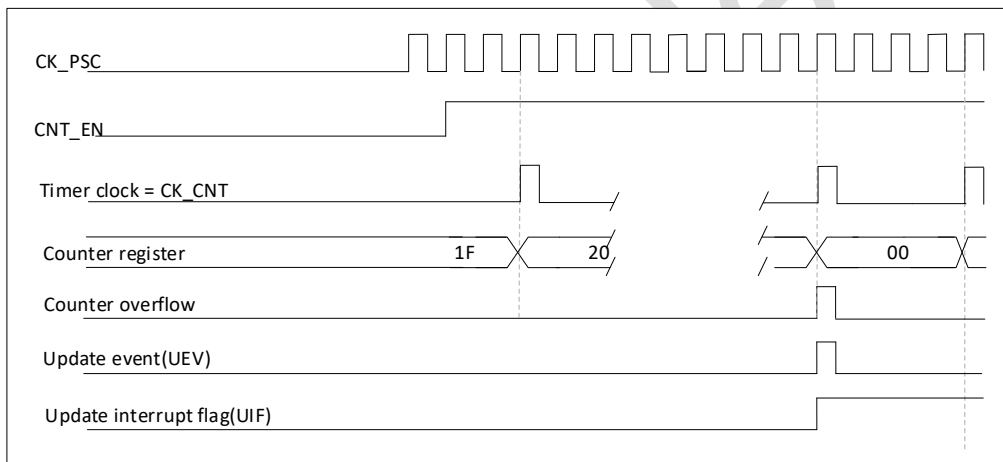 CK_PSC
CNT_EN
Timer clock = CK_CNT
Counter register 1F 20 00
Counter overflow
Update event(UEV)
Update interrupt flag(UIF)